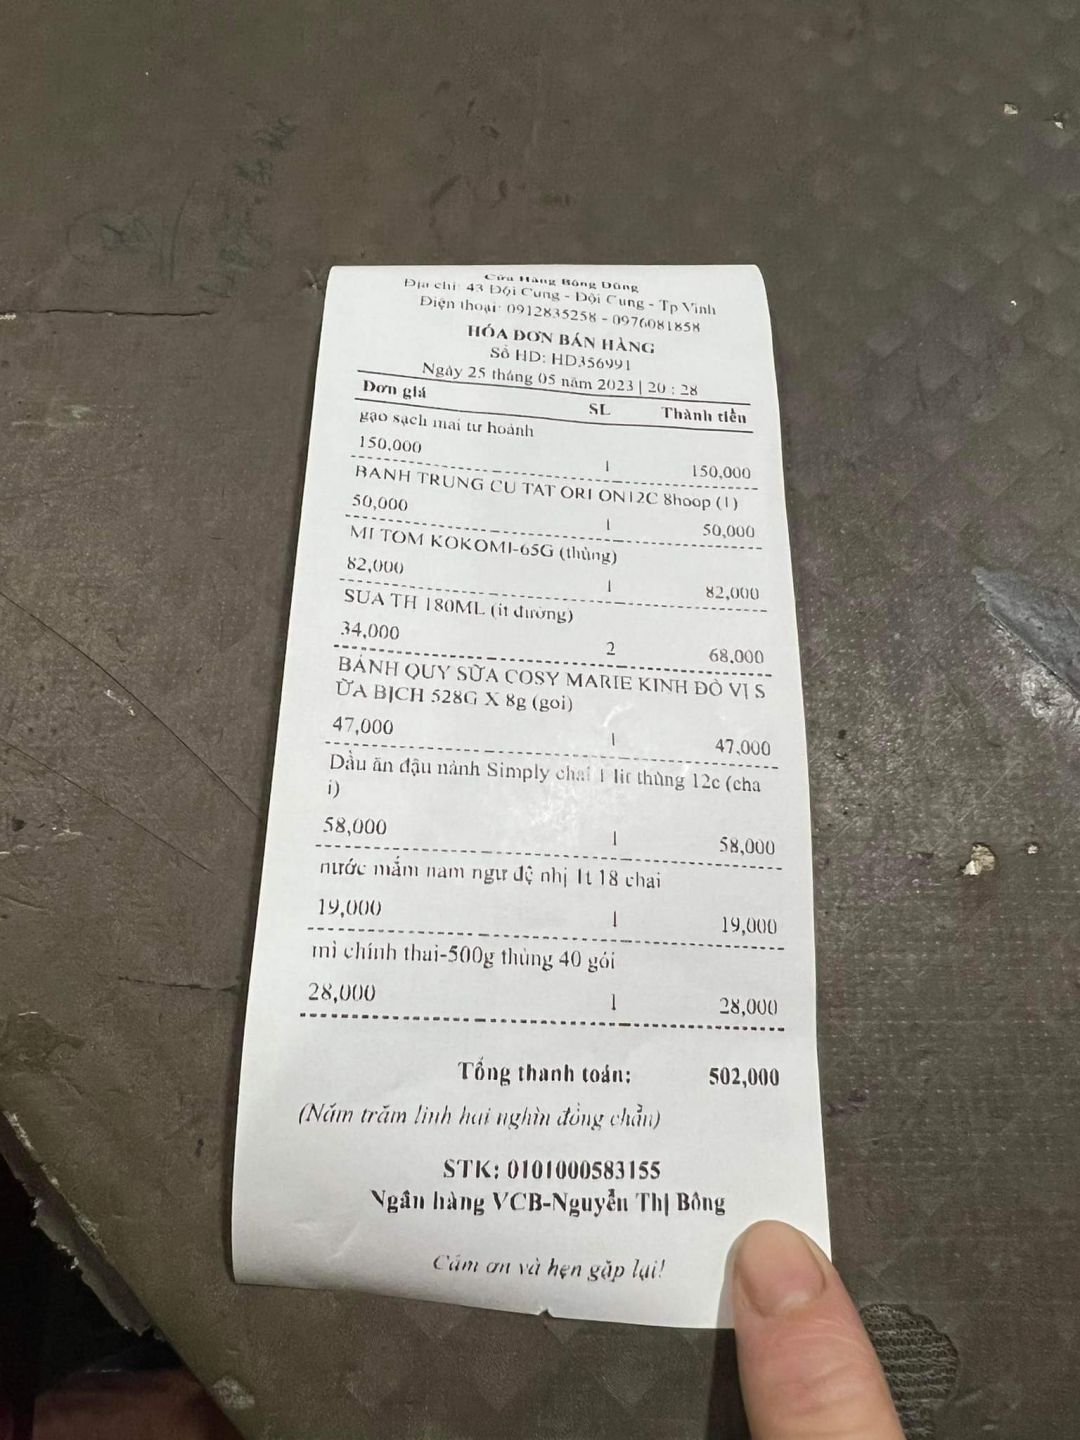 Cửa Hàng Bông Dũng
Địa chỉ: 43 Đội Cung - Đội Cung - Tp Vinh
Điện thoại: 0912835258 - 0976081858
HÓA ĐƠN BÁN HÀNG
Số HD: HD356991
Ngày 25 tháng 05 năm 2023 | 20 : 28
Đơn giá SL Thành tiền
gạo sạch mai tư hoành
150,000 1 150,000
BANH TRUNG CU TAT ORI ON12C 8hoop (1)
50,000 1 50,000
MI TOM KOKOMI-65G (thùng)
82,000 1 82,000
SUA TH 180ML (ít đường)
34,000 2 68,000
BÁNH QUY SỮA COSY MARIE KINH ĐÔ VỊ S
ỮA BỊCH 528G X 8g (goi)
47,000 1 47,000
Dầu ăn đậu nành Simply chai 1 lit thùng 12c (cha
i)
58,000 1 58,000
nước mắm nam ngư đệ nhị 1t 18 chai
19,000 1 19,000
mì chính thai-500g thùng 40 gói
28,000 1 28,000
Tổng thanh toán: 502,000
(Năm trăm linh hai nghìn đồng chẵn)
STK: 0101000583155
Ngân hàng VCB-Nguyễn Thị Bông
Cảm ơn và hẹn gặp lại!